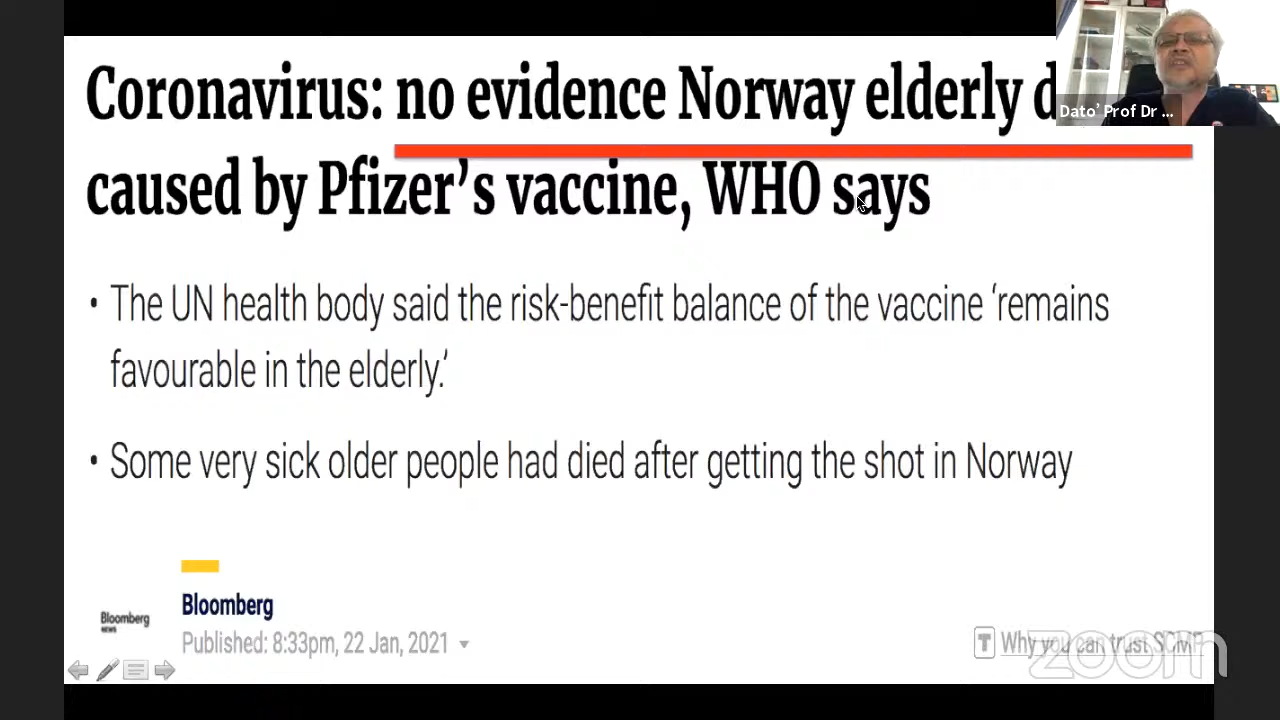 Coronavirus: no evidence Norway elderly
Dato' Prof Dr ...
caused by Pfizer's vaccine, WHO says
• The UN health body said the risk-benefit balance of the vaccine 'remains
favourable in the elderly.'
• Some very sick older people had died after getting the shot in Norway
Bloomberg
NEWS
Bloomberg
Published: 8:33pm, 22 Jan, 2021
T Why you can trust SCMP
zoom